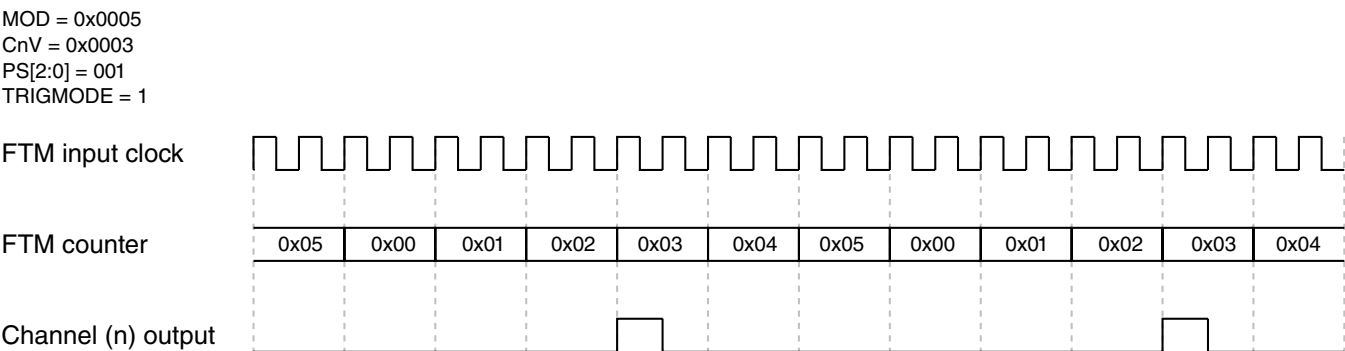 MOD = 0x0005
CnV = 0x0003
PS[2:0] = 001
TRIGMODE = 1
FTM input clock
FTM counter 0x05 0x00 0x01 0x02 0x03 0x04 0x05 0x00 0x01 0x02 0x03 0x04
Channel (n) output